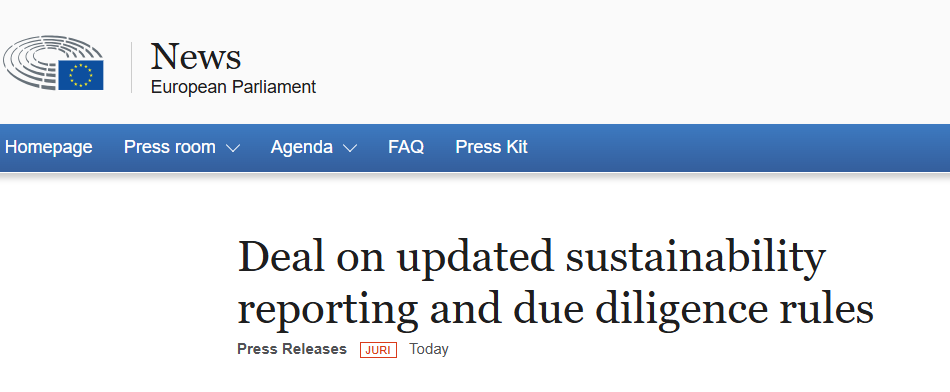 News
European Parliament
Homepage Press room Agenda FAQ Press Kit
Deal on updated sustainability
reporting and due diligence rules
Press Releases JURI Today